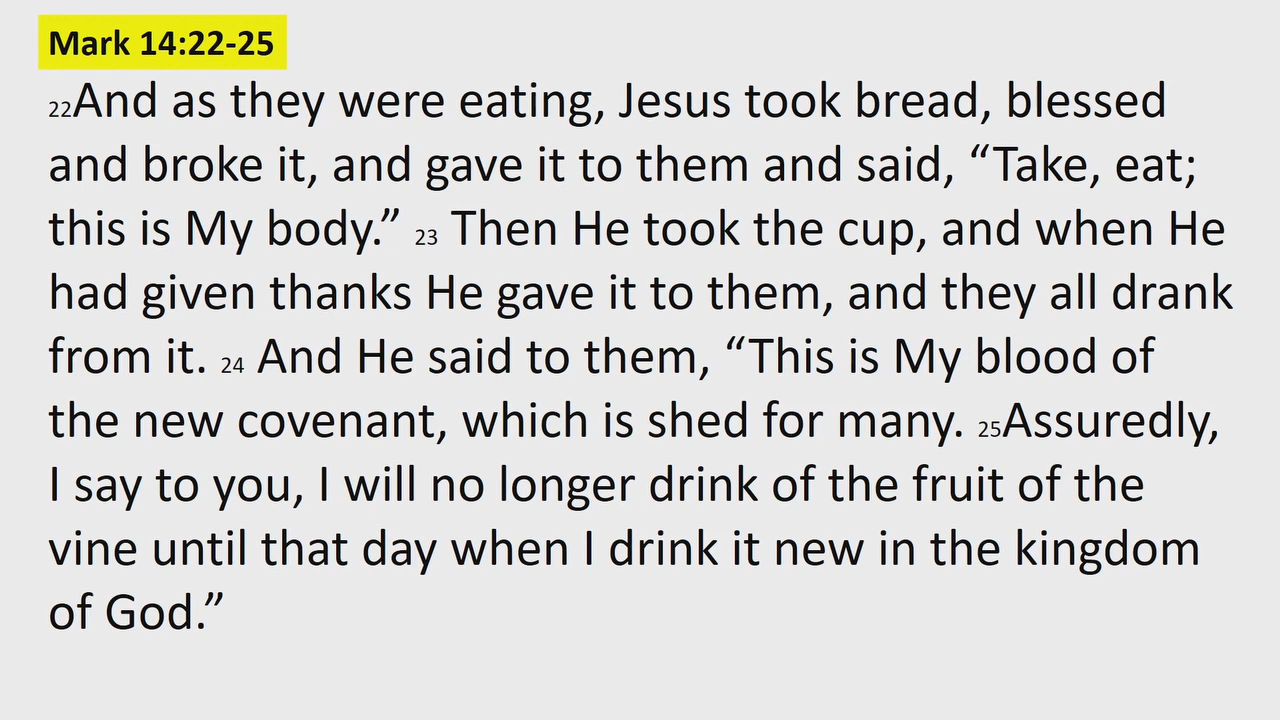 Mark 14:22-25
22And as they were eating, Jesus took bread, blessed
and broke it, and gave it to them and said, “Take, eat;
this is My body.” 23 Then He took the cup, and when He
had given thanks He gave it to them, and they all drank
from it. 24 And He said to them, “This is My blood of
the new covenant, which is shed for many. 25Assuredly,
I say to you, I will no longer drink of the fruit of the
vine until that day when I drink it new in the kingdom
of God.”